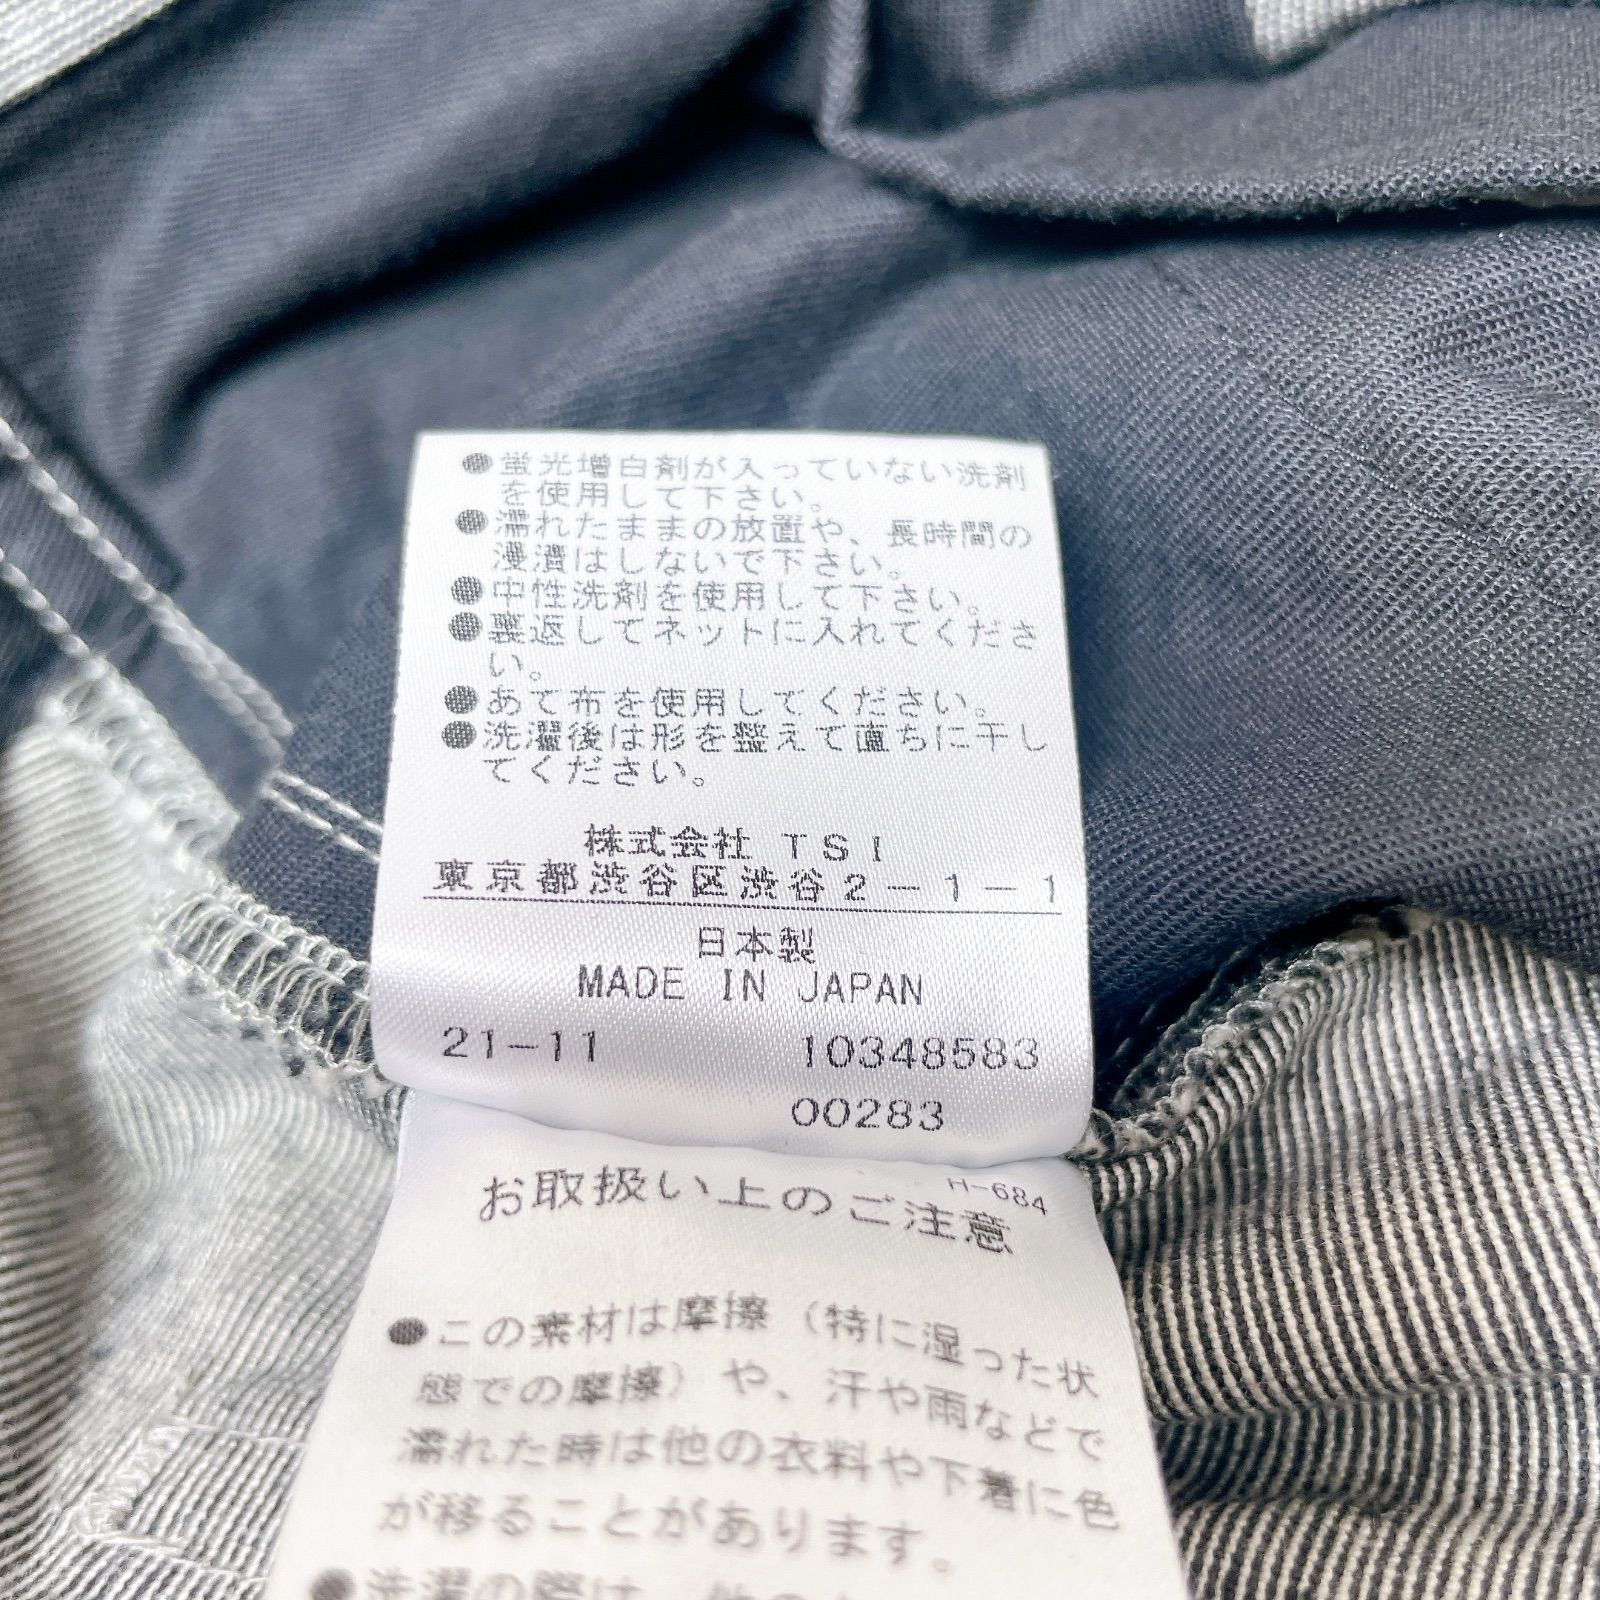 ●蛍光増白剤が入っていない洗剤
を使用して下さい。
●濡れたままの放置や、長時間の
浸漬はしないで下さい。
●中性洗剤を使用して下さい。
●裏返してネットに入れてくださ
い。
●あて布を使用してください。
●洗濯後は形を整えて直ちに干し
てください。
株式会社 TSI
東京都渋谷区渋谷2-1-1
日本製
MADE IN JAPAN
21-11 10348583
00283
H-684
お取扱い上のご注意
●この素材は摩擦(特に湿った状
態での摩擦)や、汗や雨などで
濡れた時は他の衣料や下着に色
が移ることがあります。
●洗濯の際は、他の